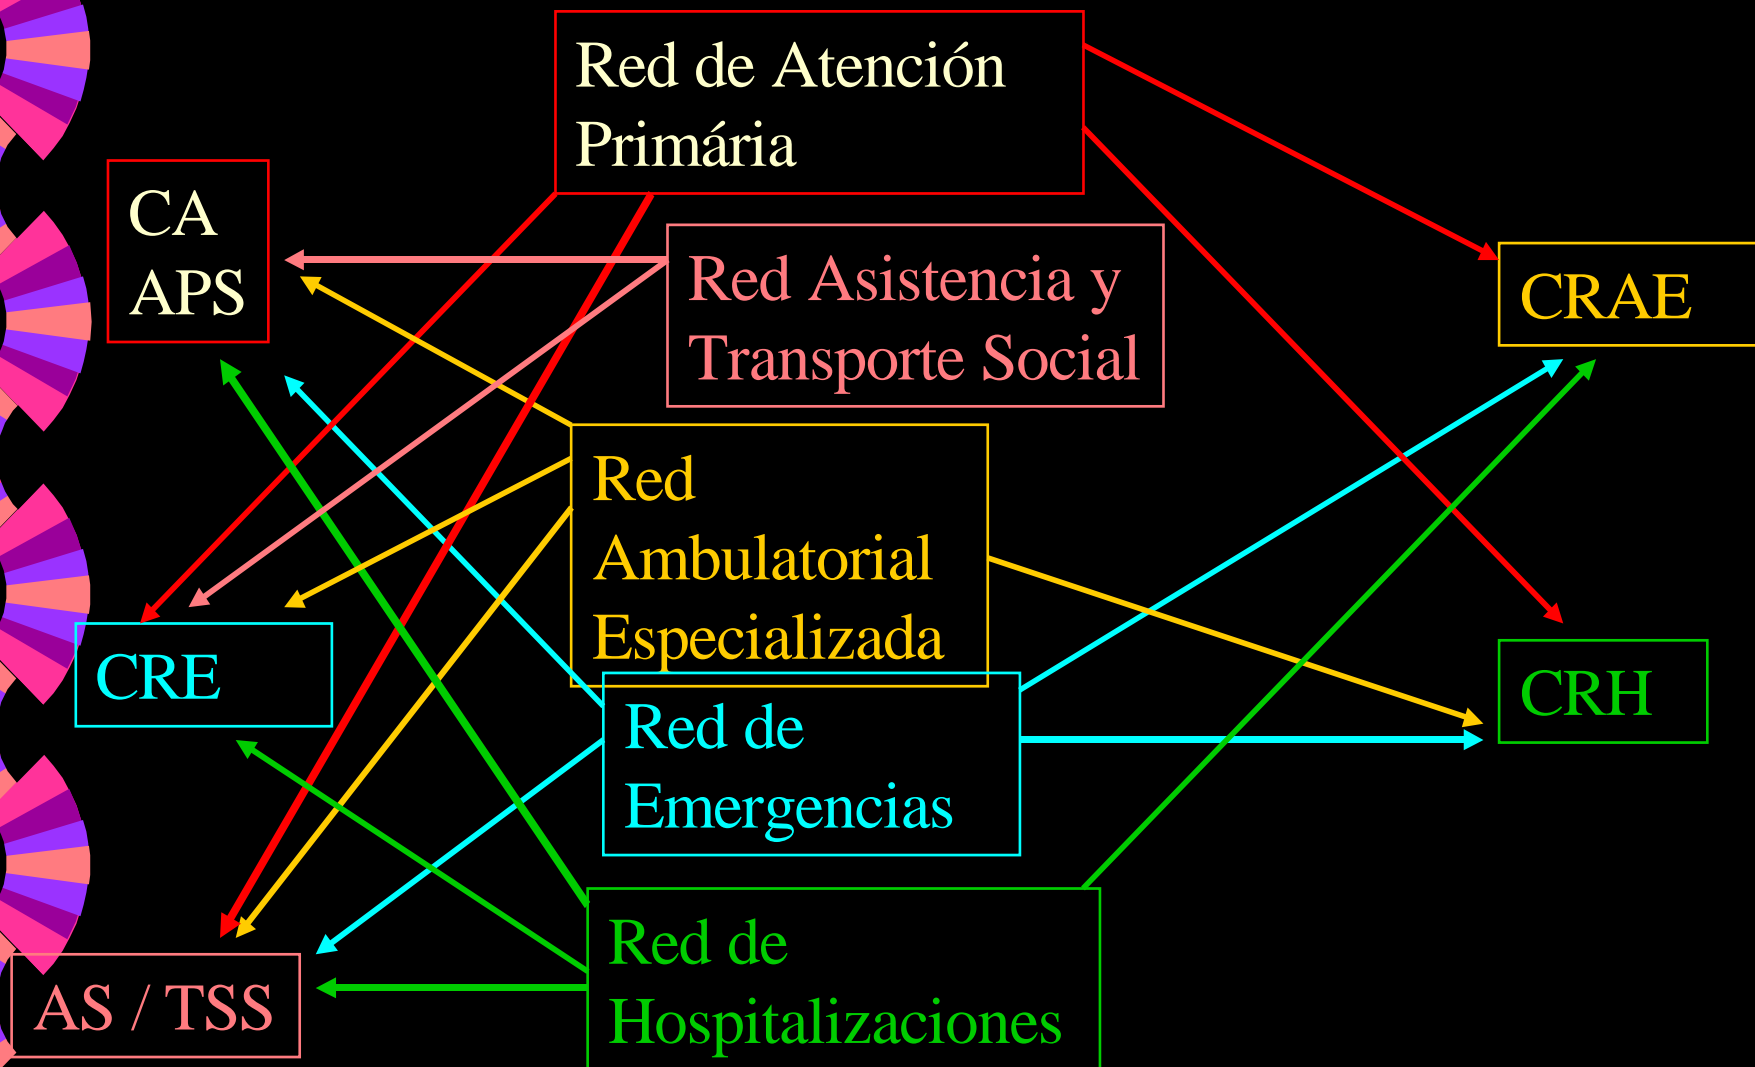 Red de Atención
Primária
CA
APS
Red Asistencia y
Transporte Social
CRAE
Red
Ambulatorial
Especializada
CRE
CRH
Red de
Emergencias
Red de
Hospitalizaciones
AS / TSS